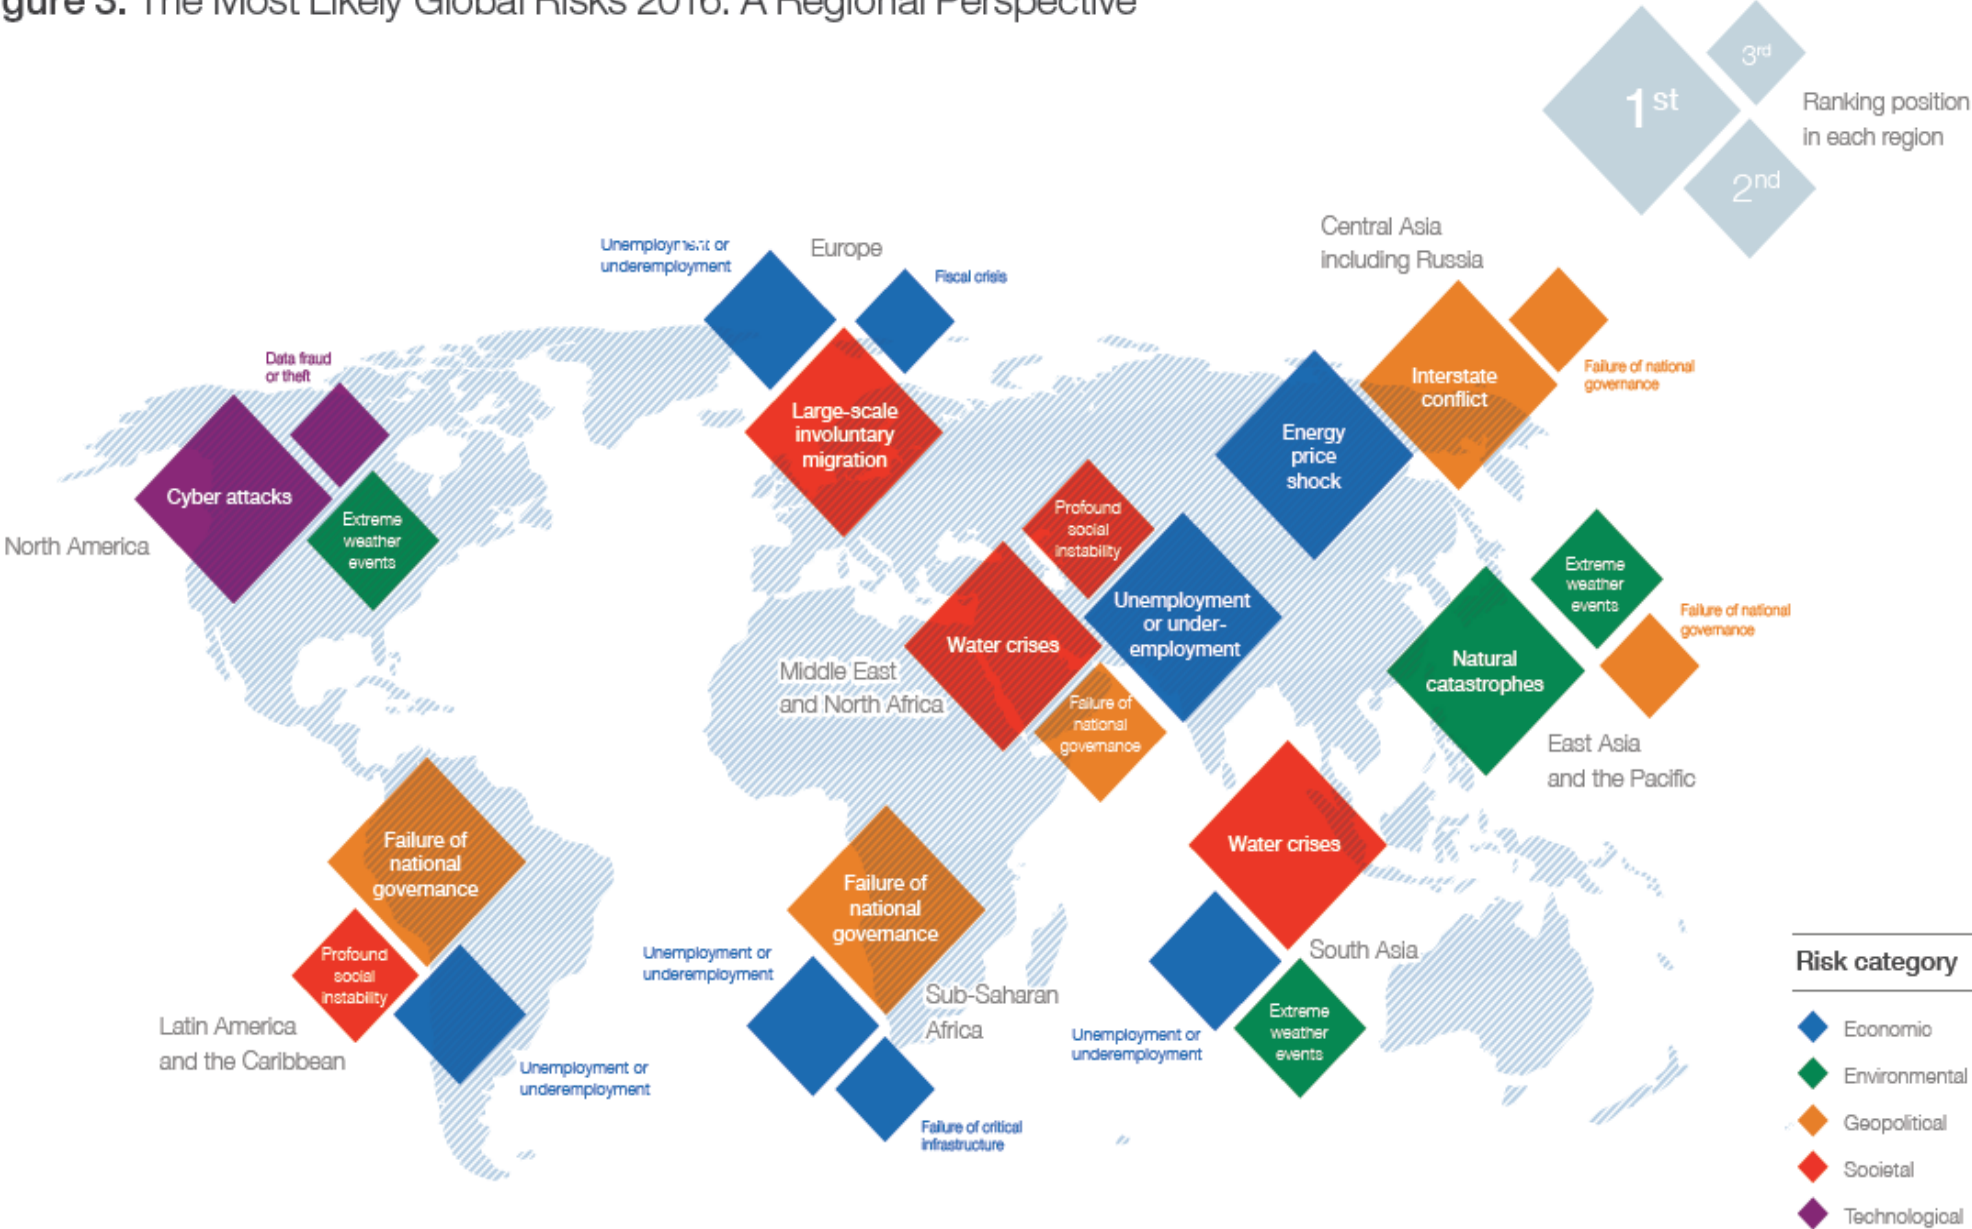 gure 3. The Most Likely Global Risks 2016: A Regional Perspective
1st
3rd
2nd
Ranking position
in each region
Central Asia
including Russia
Interstate
conflict
Energy
price
shock
Failure of national
governance
Europe
Unemployment or
underemployment
Fiscal crisis
Large-scale
involuntary
migration
North America
Data fraud
or theft
Cyber attacks
Extreme
weather
events
Middle East
and North Africa
Profound
social
instability
Water crises
Unemployment
or under-
employment
Failure of
national
governance
East Asia
and the Pacific
Extreme
weather
events
Natural
catastrophes
Failure of national
governance
Latin America
and the Caribbean
Failure of
national
governance
Profound
social
instability
Unemployment or
underemployment
Sub-Saharan
Africa
Failure of
national
governance
Unemployment or
underemployment
Failure of critical
infrastructure
South Asia
Water crises
Unemployment or
underemployment
Extreme
weather
events
Risk category
Economic
Environmental
Geopolitical
Societal
Technological